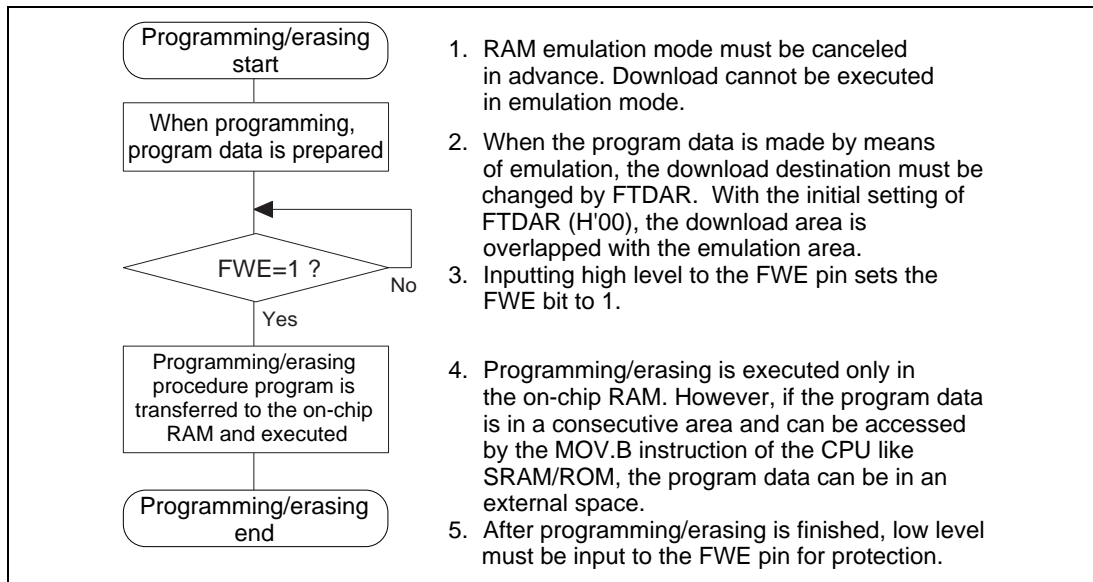 Programming/erasing
start
When programming,
program data is prepared
FWE=1 ?
No
Yes
Programming/erasing
procedure program is
transferred to the on-chip
RAM and executed
Programming/erasing
end
1. RAM emulation mode must be canceled
in advance. Download cannot be executed
in emulation mode.
2. When the program data is made by means
of emulation, the download destination must be
changed by FTDAR.  With the initial setting of
FTDAR (H'00), the download area is
overlapped with the emulation area.
3. Inputting high level to the FWE pin sets the
FWE bit to 1.
4. Programming/erasing is executed only in
the on-chip RAM. However, if the program data
is in a consecutive area and can be accessed
by the MOV.B instruction of the CPU like
SRAM/ROM, the program data can be in an
external space.
5. After programming/erasing is finished, low level
must be input to the FWE pin for protection.